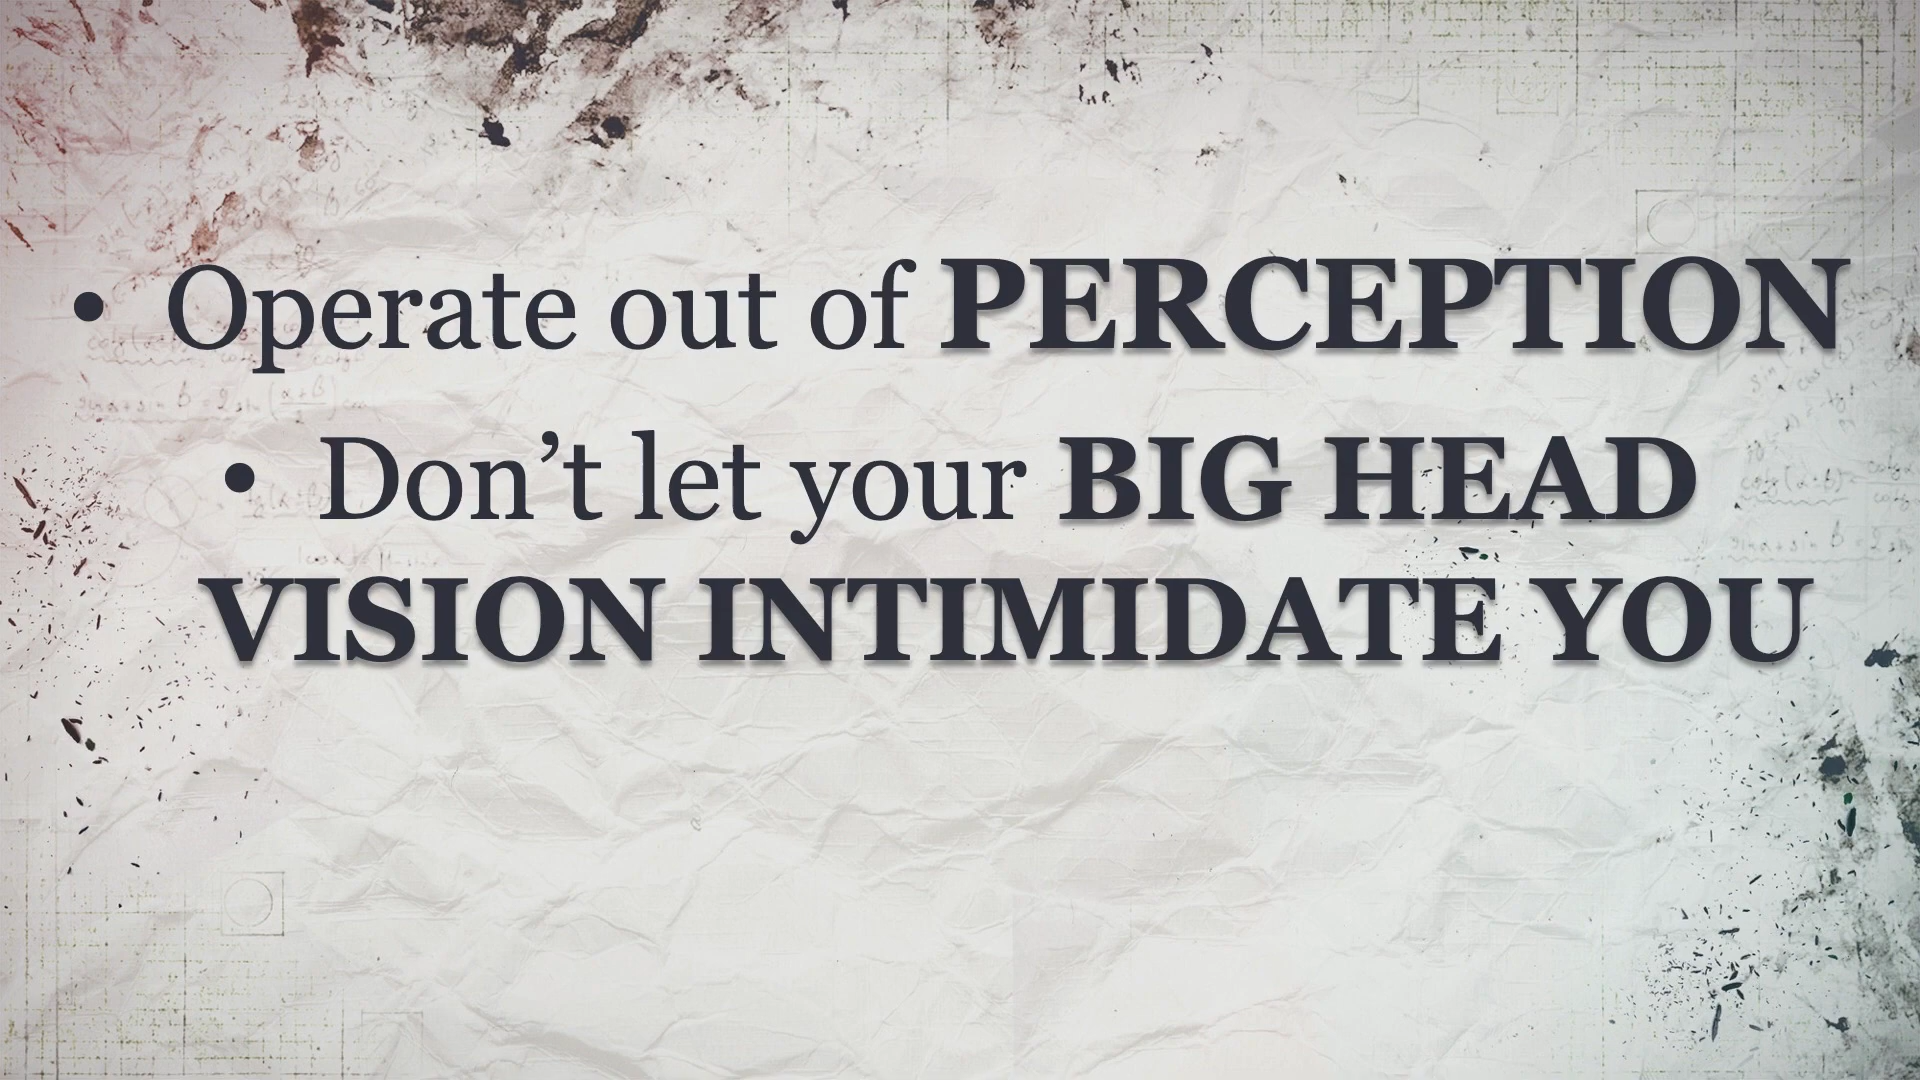 • Operate out of PERCEPTION
• Don’t let your BIG HEAD
VISION INTIMIDATE YOU